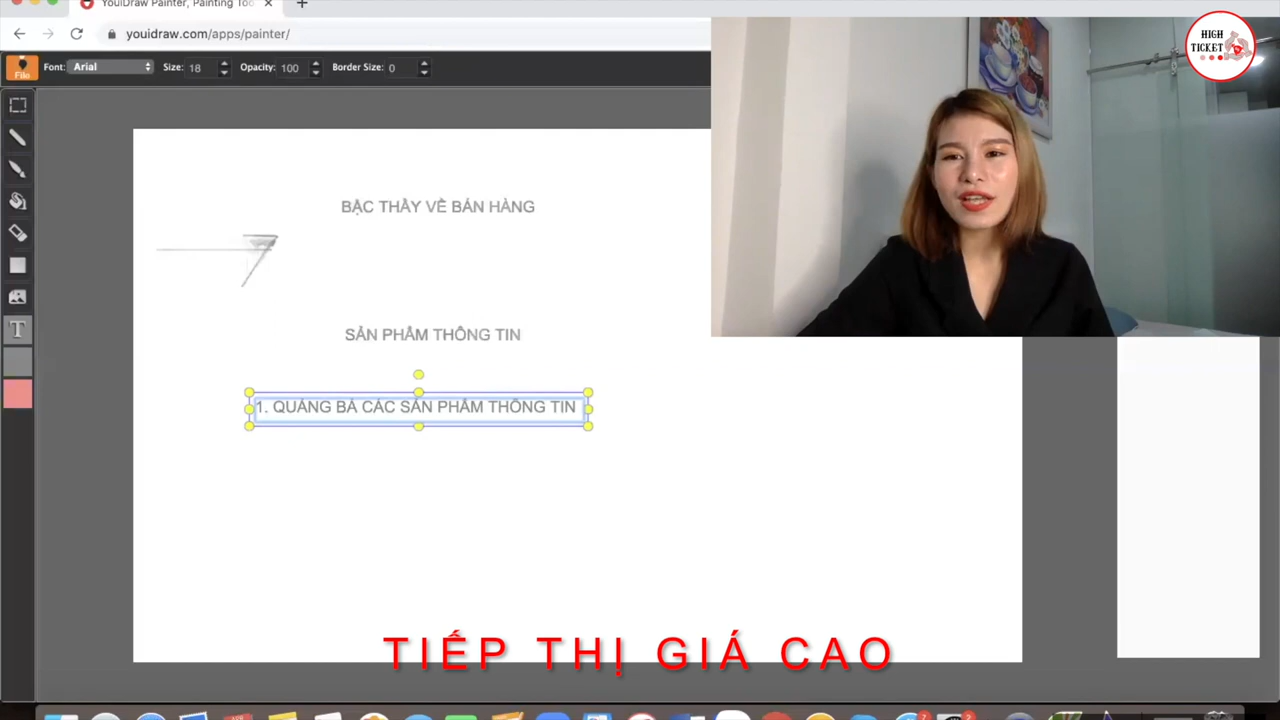 YouiDraw Painter, Painting Too
youidraw.com/apps/painter/
File
Font: Arial Size: 18 Opacity: 100 Border Size: 0
HIGH
TICKET
BẬC THẦY VỀ BÁN HÀNG
SẢN PHẨM THÔNG TIN
1. QUẢNG BÁ CÁC SẢN PHẨM THÔNG TIN
TIẾP THỊ GIÁ CAO